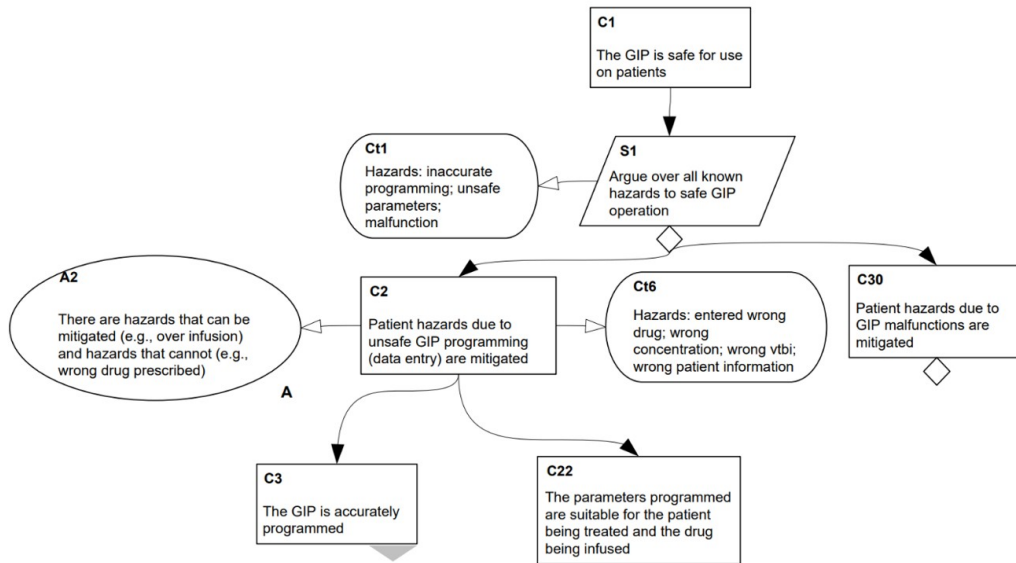 C1
The GIP is safe for use
on patients
Ct1
Hazards: inaccurate
programming; unsafe
parameters;
malfunction
S1
Argue over all known
hazards to safe GIP
operation
A2
There are hazards that can be
mitigated (e.g., over infusion)
and hazards that cannot (e.g.,
wrong drug prescribed)
A
C2
Patient hazards due to
unsafe GIP programming
(data entry) are mitigated
Ct6
Hazards: entered wrong
drug; wrong
concentration; wrong vtbi;
wrong patient information
C30
Patient hazards due to
GIP malfunctions are
mitigated
C3
The GIP is accurately
programmed
C22
The parameters programmed
are suitable for the patient
being treated and the drug
being infused